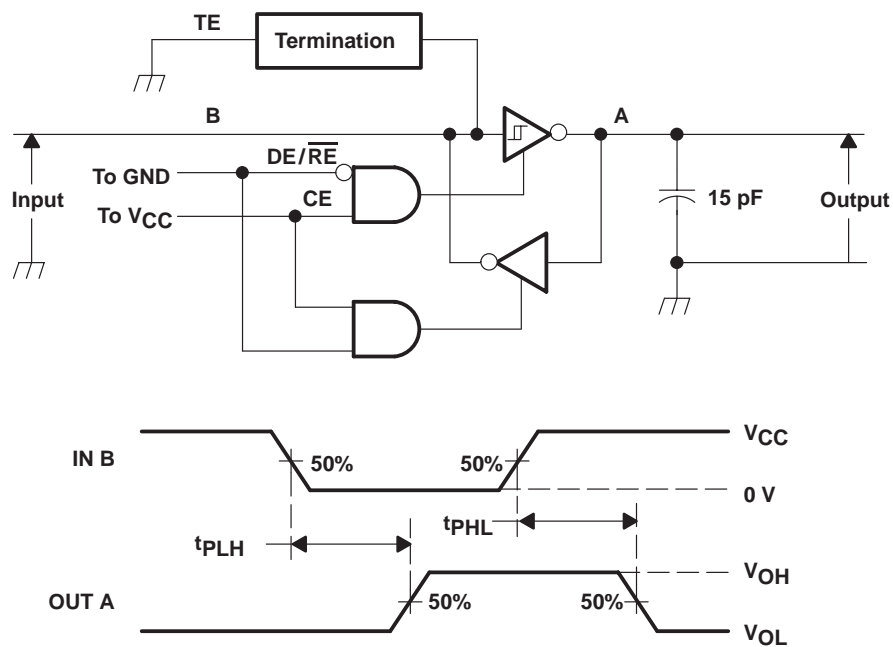 TE
Termination
B
A
DE/RE
To GND
CE
15 pF
Input
Output
To VCC
VCC
IN B
50%
50%
0 V
tPLH
tPHL
VOH
OUT A
50%
50%
VOL